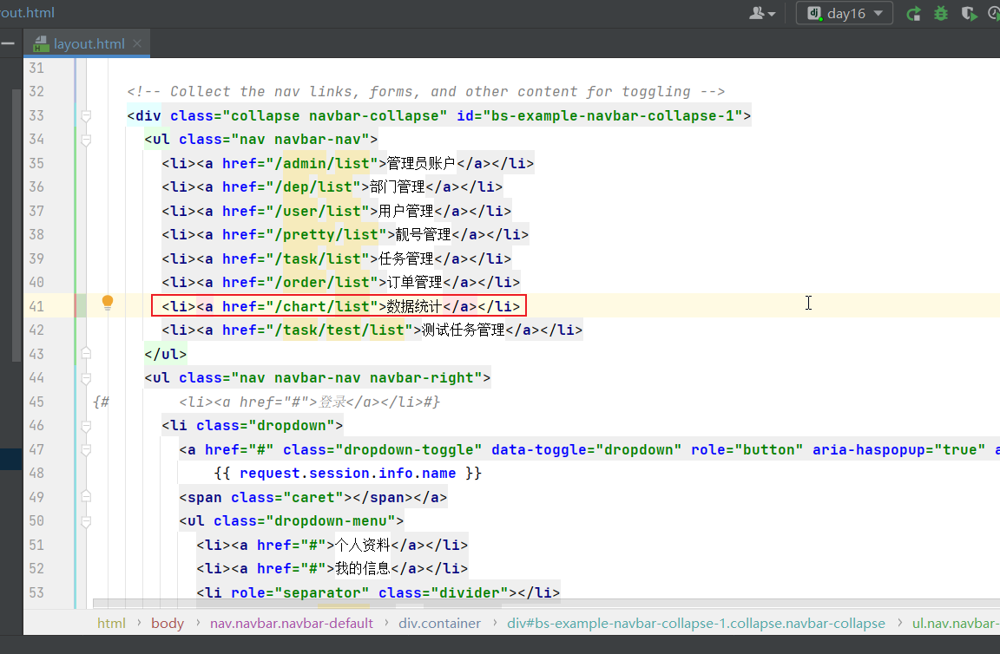 out.html
day16
layout.html
31
32 <!-- Collect the nav links, forms, and other content for toggling -->
33 <div class="collapse navbar-collapse" id="bs-example-navbar-collapse-1">
34 <ul class="nav navbar-nav">
35 <li><a href="/admin/list">管理员账户</a></li>
36 <li><a href="/dep/list">部门管理</a></li>
37 <li><a href="/user/list">用户管理</a></li>
38 <li><a href="/pretty/list">靓号管理</a></li>
39 <li><a href="/task/list">任务管理</a></li>
40 <li><a href="/order/list">订单管理</a></li>
41 <li><a href="/chart/list">数据统计</a></li>
42 <li><a href="/task/test/list">测试任务管理</a></li>
43 </ul>
44 <ul class="nav navbar-nav navbar-right">
45 {# <li><a href="#">登录</a></li>#}
46 <li class="dropdown">
47 <a href="#" class="dropdown-toggle" data-toggle="dropdown" role="button" aria-haspopup="true" a
48 {{ request.session.info.name }}
49 <span class="caret"></span></a>
50 <ul class="dropdown-menu">
51 <li><a href="#">个人资料</a></li>
52 <li><a href="#">我的信息</a></li>
53 <li role="separator" class="divider"></li>
html › body › nav.navbar.navbar-default › div.container › div#bs-example-navbar-collapse-1.collapse.navbar-collapse › ul.nav.navbar-